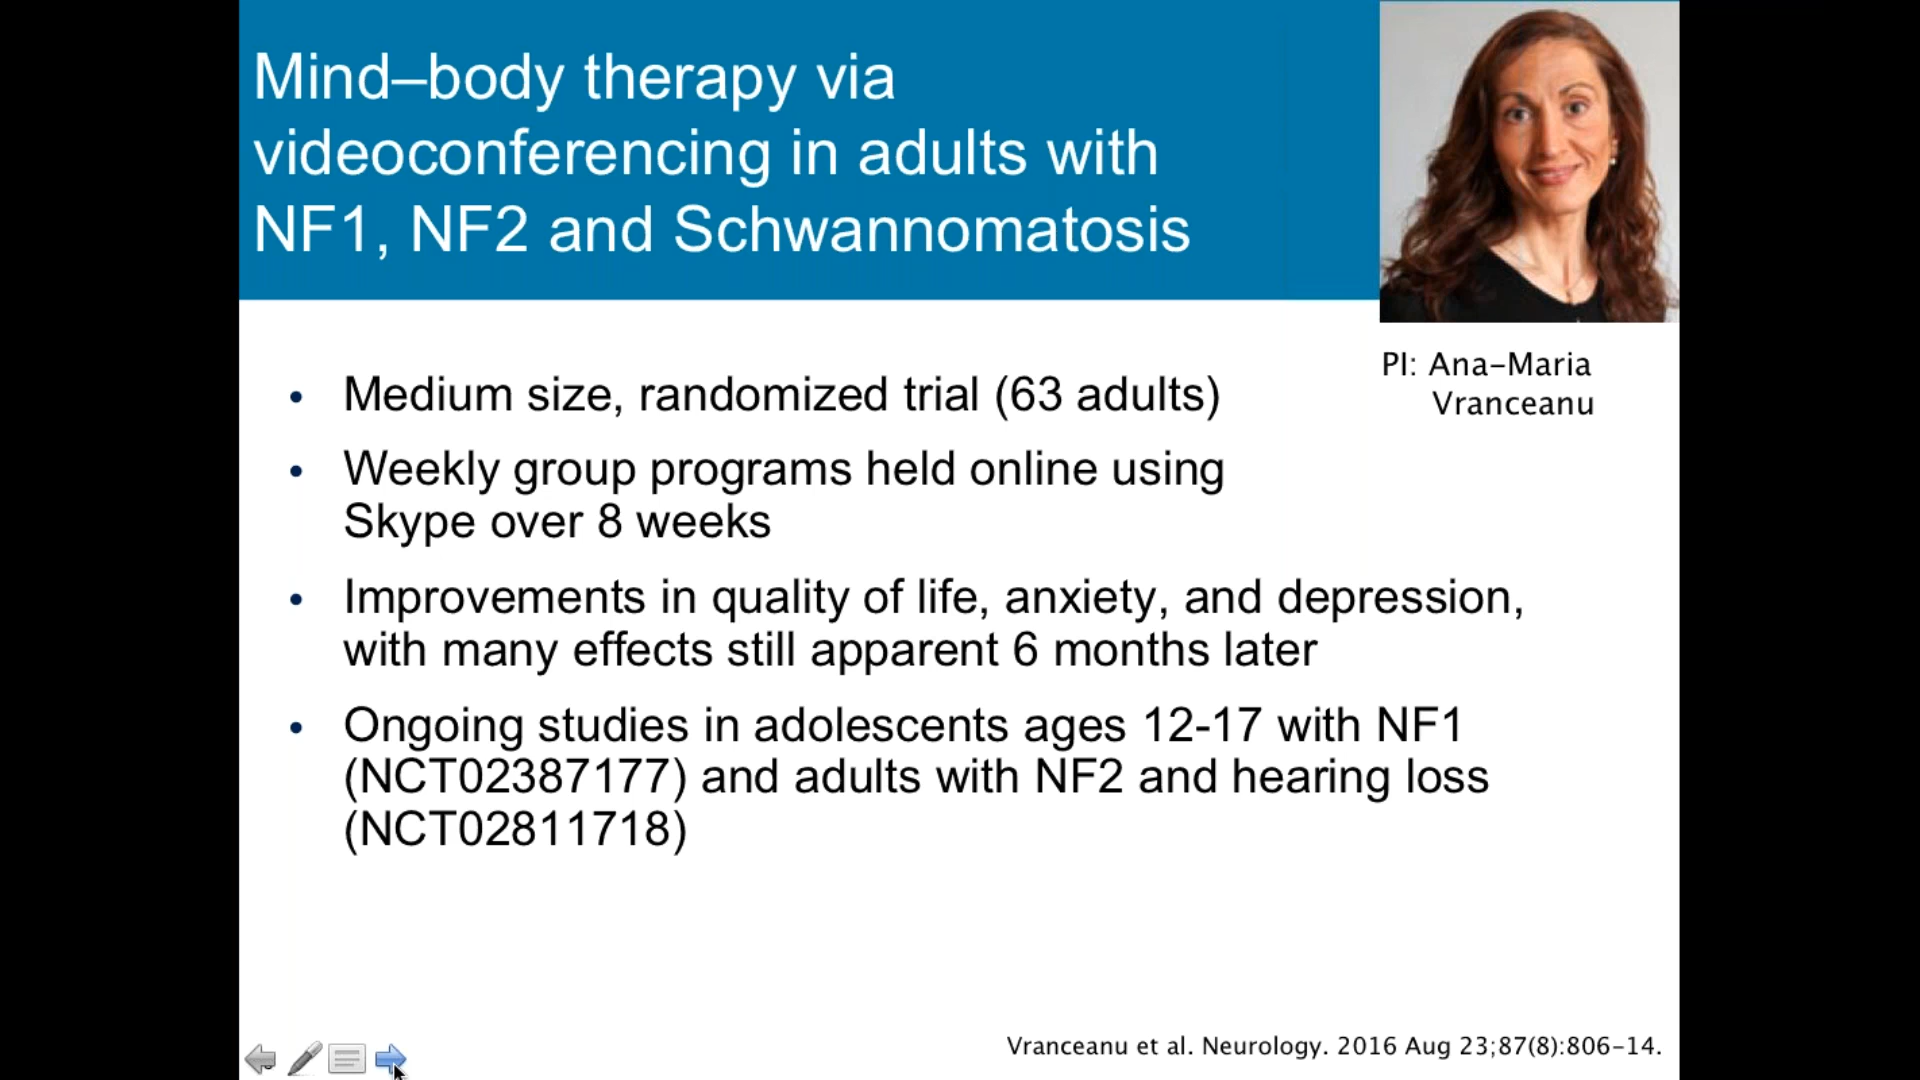 Mind–body therapy via
videoconferencing in adults with
NF1, NF2 and Schwannomatosis
PI: Ana-Maria
Vranceanu
• Medium size, randomized trial (63 adults)
• Weekly group programs held online using
Skype over 8 weeks
• Improvements in quality of life, anxiety, and depression,
with many effects still apparent 6 months later
• Ongoing studies in adolescents ages 12-17 with NF1
(NCT02387177) and adults with NF2 and hearing loss
(NCT02811718)
Vranceanu et al. Neurology. 2016 Aug 23;87(8):806-14.